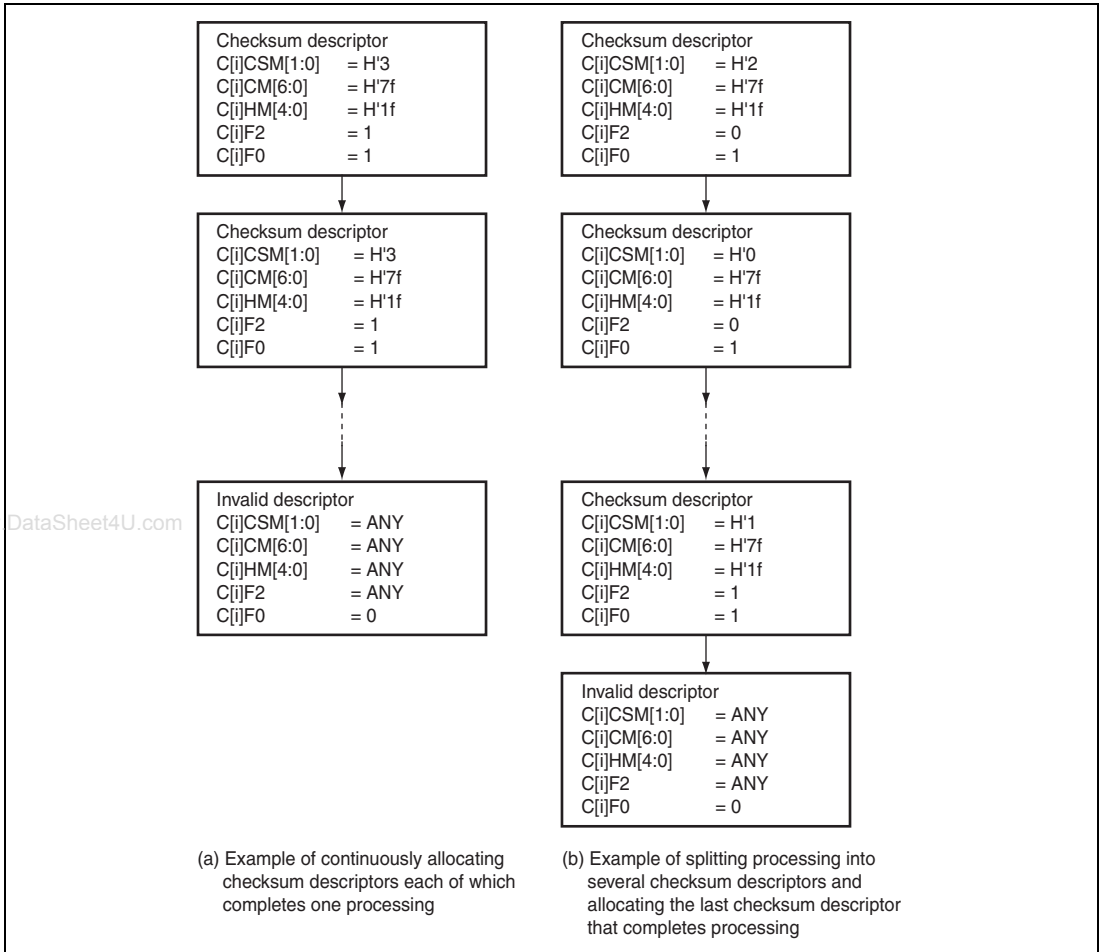 Checksum descriptor
C[i]CSM[1:0] = H'3
C[i]CM[6:0] = H'7f
C[i]HM[4:0] = H'1f
C[i]F2 = 1
C[i]F0 = 1
Checksum descriptor
C[i]CSM[1:0] = H'3
C[i]CM[6:0] = H'7f
C[i]HM[4:0] = H'1f
C[i]F2 = 1
C[i]F0 = 1
Invalid descriptor
C[i]CSM[1:0] = ANY
C[i]CM[6:0] = ANY
C[i]HM[4:0] = ANY
C[i]F2 = ANY
C[i]F0 = 0
(a) Example of continuously allocating
checksum descriptors each of which
completes one processing
Checksum descriptor
C[i]CSM[1:0] = H'2
C[i]CM[6:0] = H'7f
C[i]HM[4:0] = H'1f
C[i]F2 = 0
C[i]F0 = 1
Checksum descriptor
C[i]CSM[1:0] = H'0
C[i]CM[6:0] = H'7f
C[i]HM[4:0] = H'1f
C[i]F2 = 0
C[i]F0 = 1
Checksum descriptor
C[i]CSM[1:0] = H'1
C[i]CM[6:0] = H'7f
C[i]HM[4:0] = H'1f
C[i]F2 = 1
C[i]F0 = 1
Invalid descriptor
C[i]CSM[1:0] = ANY
C[i]CM[6:0] = ANY
C[i]HM[4:0] = ANY
C[i]F2 = ANY
C[i]F0 = 0
(b) Example of splitting processing into
several checksum descriptors and
allocating the last checksum descriptor
that completes processing
.DataSheet4U.com